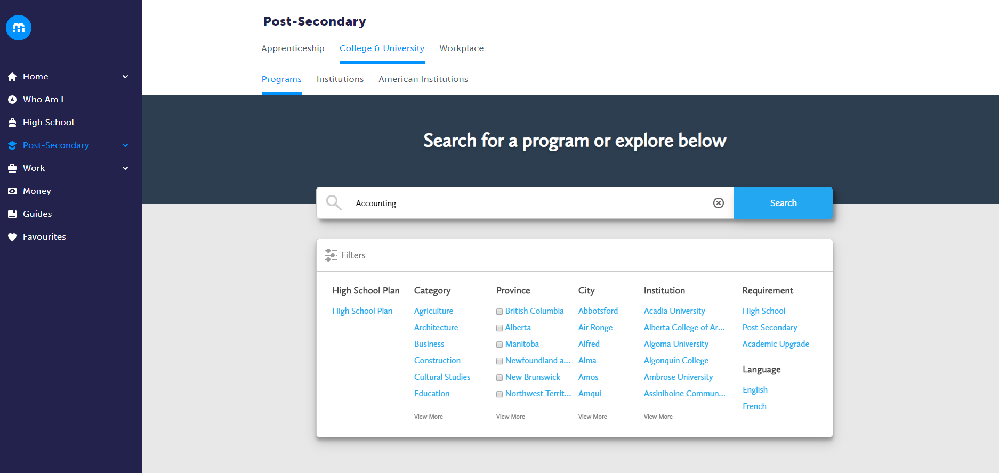 Home
Who Am I
High School
Post-Secondary
Work
Money
Guides
Favourites
Post-Secondary
Apprenticeship College & University Workplace
Programs Institutions American Institutions
Search for a program or explore below
Accounting
Search
Filters
High School Plan
High School Plan
Category
Agriculture
Architecture
Business
Construction
Cultural Studies
Education
View More
Province
British Columbia
Alberta
Manitoba
Newfoundland a...
New Brunswick
Northwest Territ...
View More
City
Abbotsford
Air Ronge
Alfred
Alma
Amos
Amqui
View More
Institution
Acadia University
Alberta College of Ar...
Algoma University
Algonquin College
Ambrose University
Assiniboine Commun...
View More
Requirement
High School
Post-Secondary
Academic Upgrade
Language
English
French